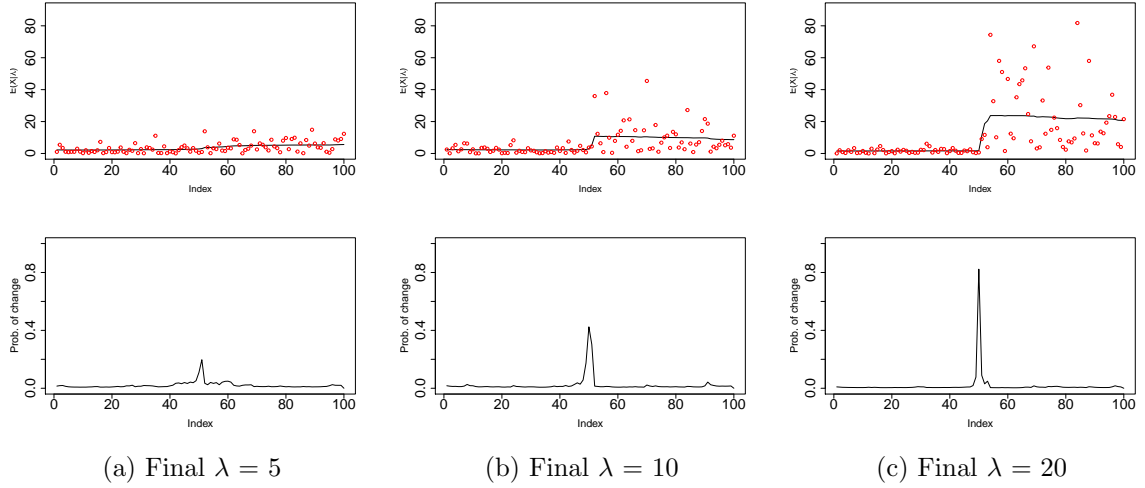 0 20 40 60 80
E(X|λ)
0 20 40 60 80 100
Index
0 20 40 60 80
E(X|λ)
0 20 40 60 80 100
Index
0 20 40 60 80
E(X|λ)
0 20 40 60 80 100
Index
0.0 0.4 0.8
Prob. of change
0 20 40 60 80 100
Index
0.0 0.4 0.8
Prob. of change
0 20 40 60 80 100
Index
0.0 0.4 0.8
Prob. of change
0 20 40 60 80 100
Index
(a) Final λ = 5
(b) Final λ = 10
(c) Final λ = 20